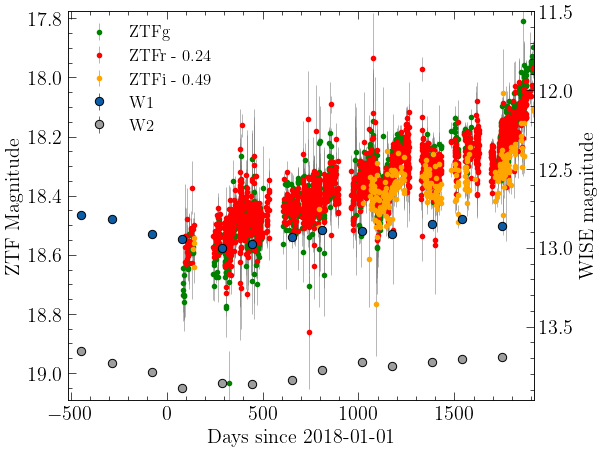 17.8
18.0
18.2
18.4
18.6
18.8
19.0
ZTF Magnitude
ZTFg
ZTFr - 0.24
ZTFi - 0.49
W1
W2
11.5
12.0
12.5
13.0
13.5
WISE magnitude
−500 0 500 1000 1500
Days since 2018-01-01